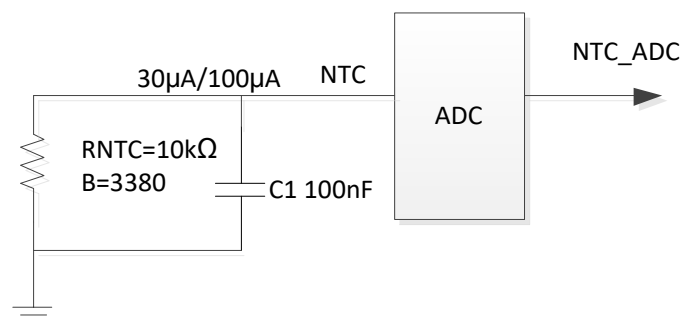 NTC_ADC
30μA/100μA NTC
ADC
RNTC=10kΩ
B=3380
C1 100nF